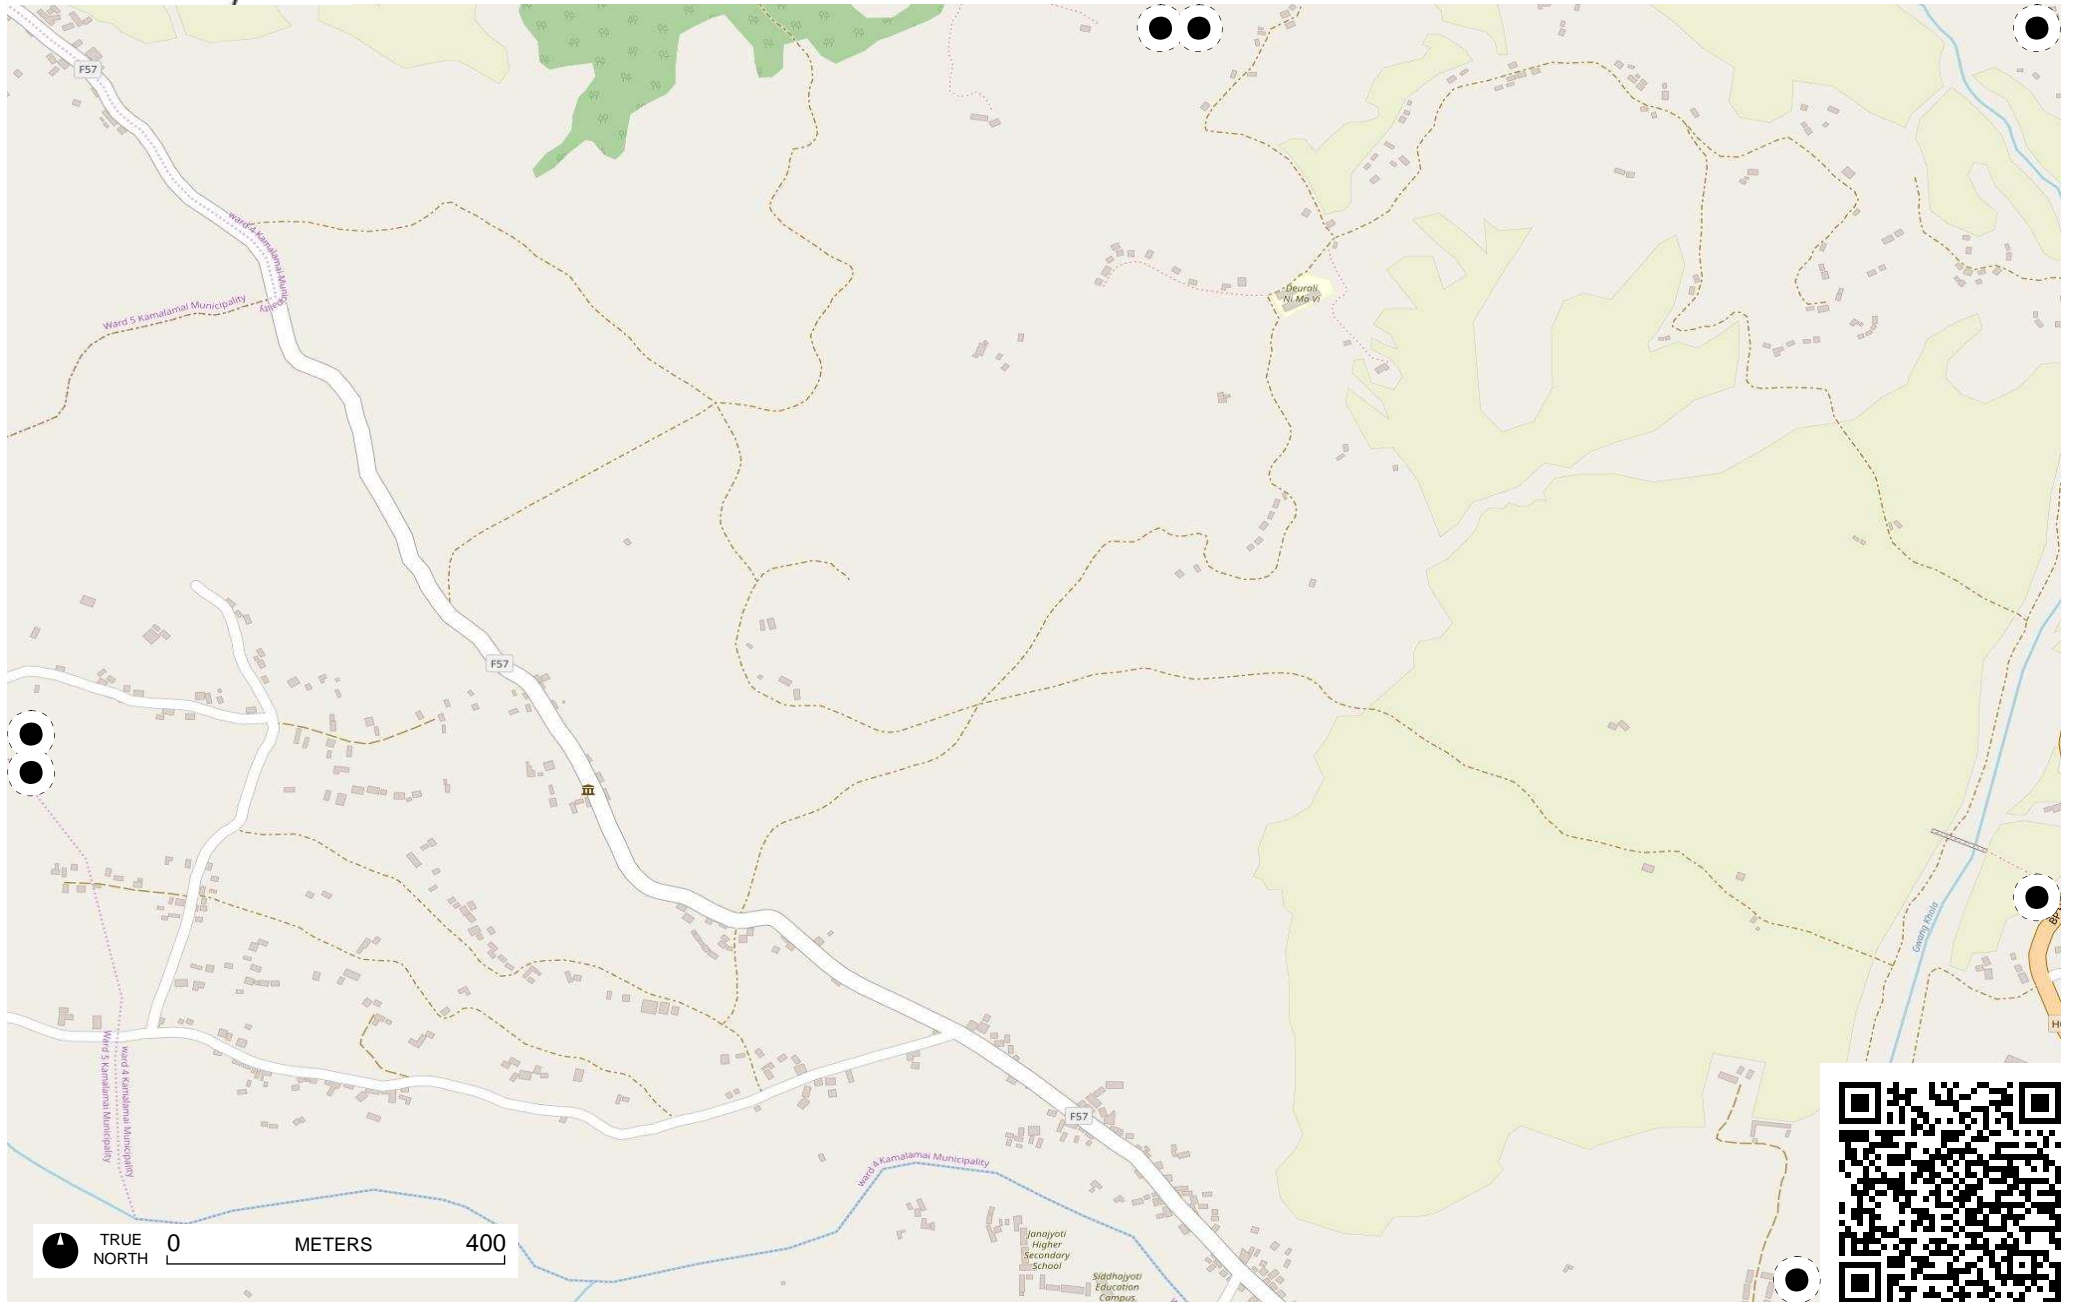 F57
ward 4 Kamalamai Municipality
Ward 5 Kamalamai Municipality
Deurali
Ni Ma Vi
F57
Gwang Khola
BP
H
Ward 5 Kamalamai Municipality
ward 4 Kamalamai Municipality
F57
ward 4 Kamalamai Municipality
Janajyoti
Higher
Secondary
School
Siddhajyoti
Education
Campus
TRUE
NORTH
0 METERS 400